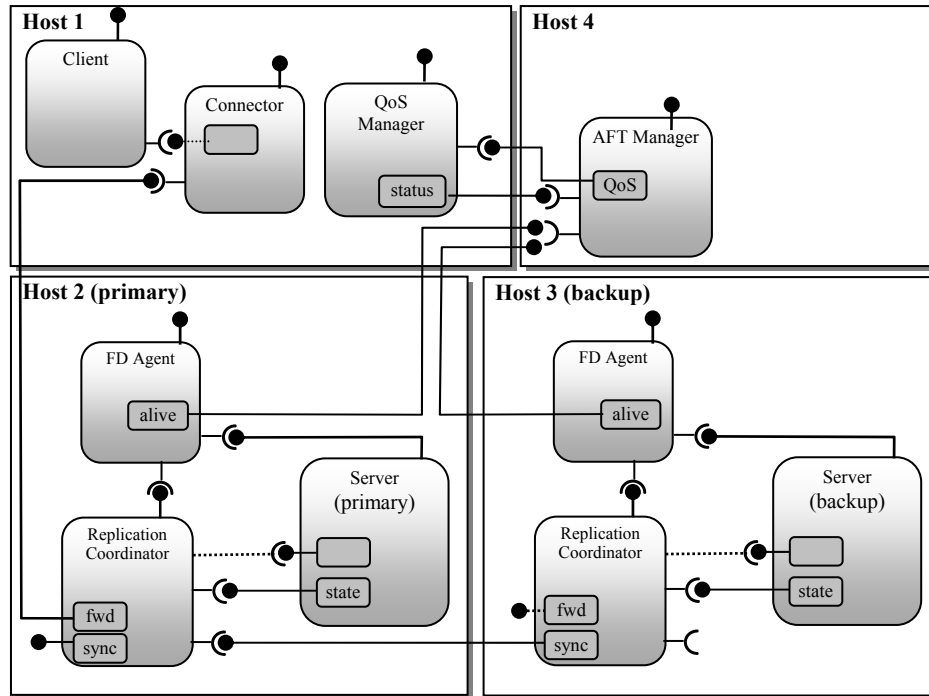 Host 1
Client
Connector
QoS
Manager
status
Host 4
AFT Manager
QoS
Host 2 (primary)
FD Agent
alive
Server
(primary)
Replication
Coordinator
state
fwd
sync
Host 3 (backup)
FD Agent
alive
Server
(backup)
Replication
Coordinator
state
fwd
sync